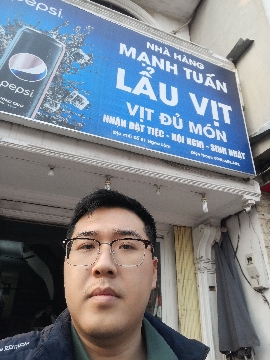 pepsi
pepsi
NHÀ HÀNG
MẠNH TUẤN
LẨU VỊT
VỊT ĐỦ MÓN
NHẬN ĐẶT TIỆC - HỘI NGHỊ - SINH NHẬT